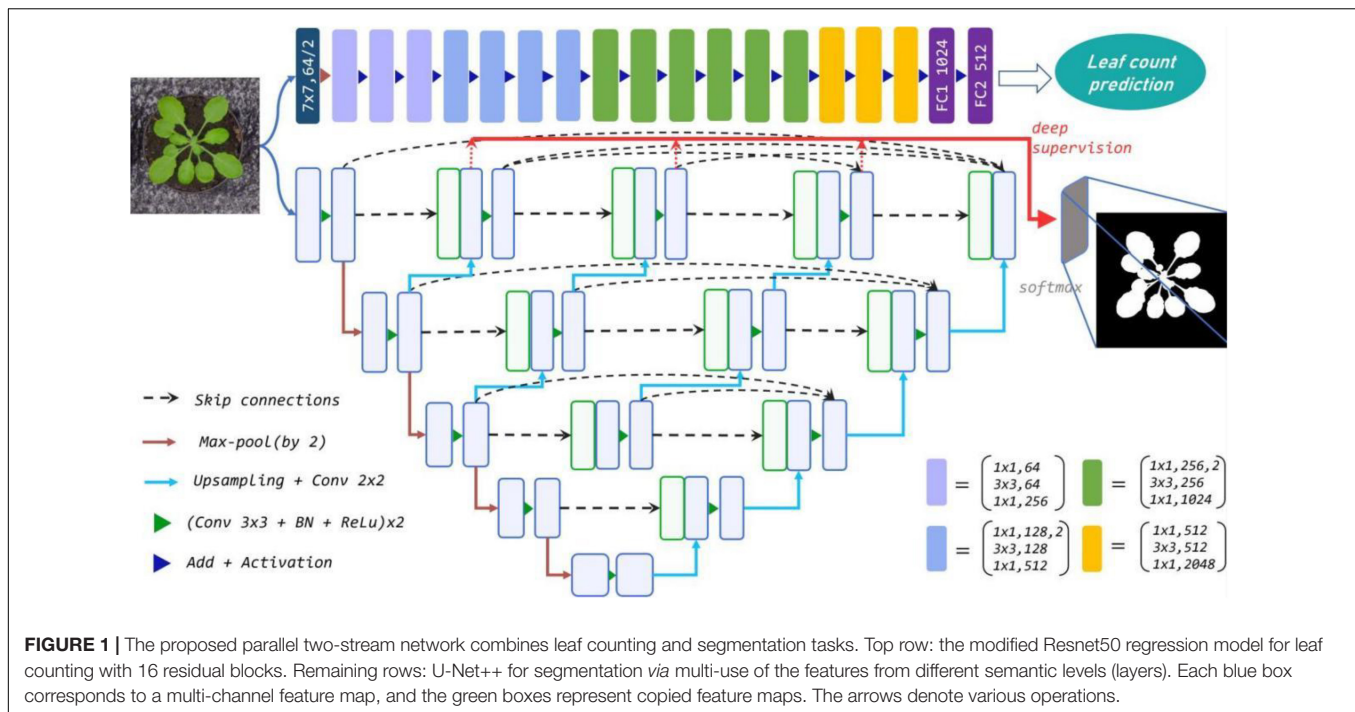 7x7,64/2
FC1 1024
FC2 512
Leaf count
prediction
deep
supervision
softmax
Skip connections
Max-pool(by 2)
Upsampling + Conv 2x2
(Conv 3x3 + BN + ReLu)x2
Add + Activation
=
1x1,64
3x3,64
1x1,256
=
1x1,256,2
3x3,256
1x1,1024
=
1x1,128,2
3x3,128
1x1,512
=
1x1,512
3x3,512
1x1,2048
FIGURE 1 | The proposed parallel two-stream network combines leaf counting and segmentation tasks. Top row: the modified Resnet50 regression model for leaf
counting with 16 residual blocks. Remaining rows: U-Net++ for segmentation via multi-use of the features from different semantic levels (layers). Each blue box
corresponds to a multi-channel feature map, and the green boxes represent copied feature maps. The arrows denote various operations.